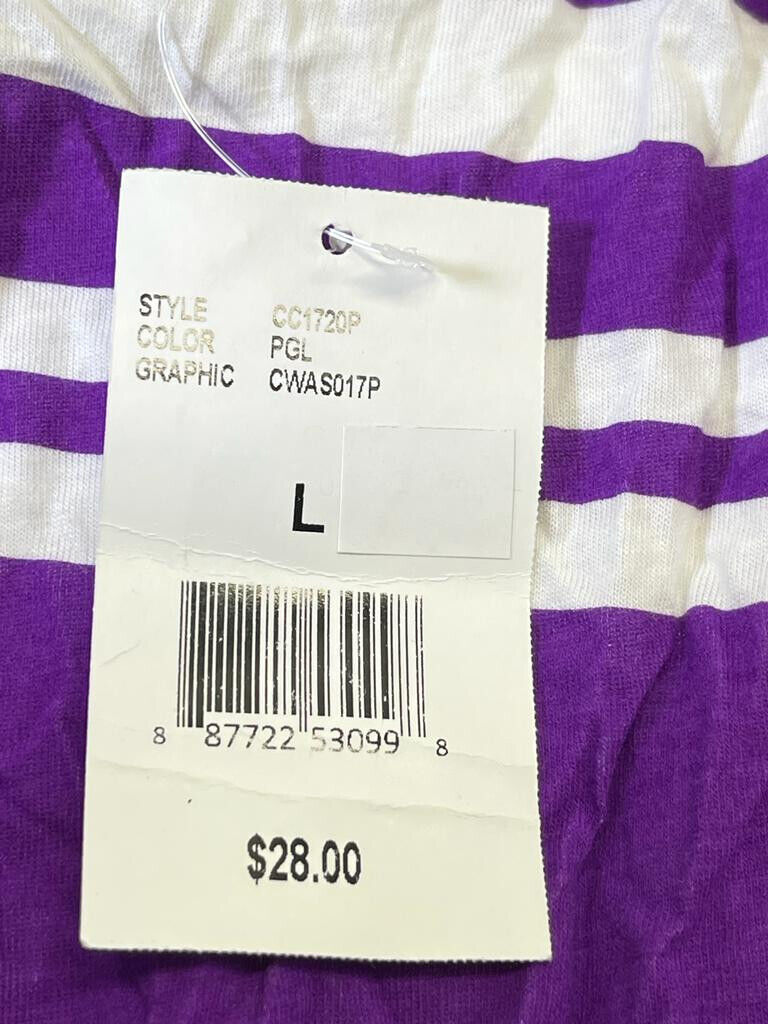 STYLE CC1720P
COLOR PGL
GRAPHIC CWAS017P
L
8 87722 53099 8
$28.00